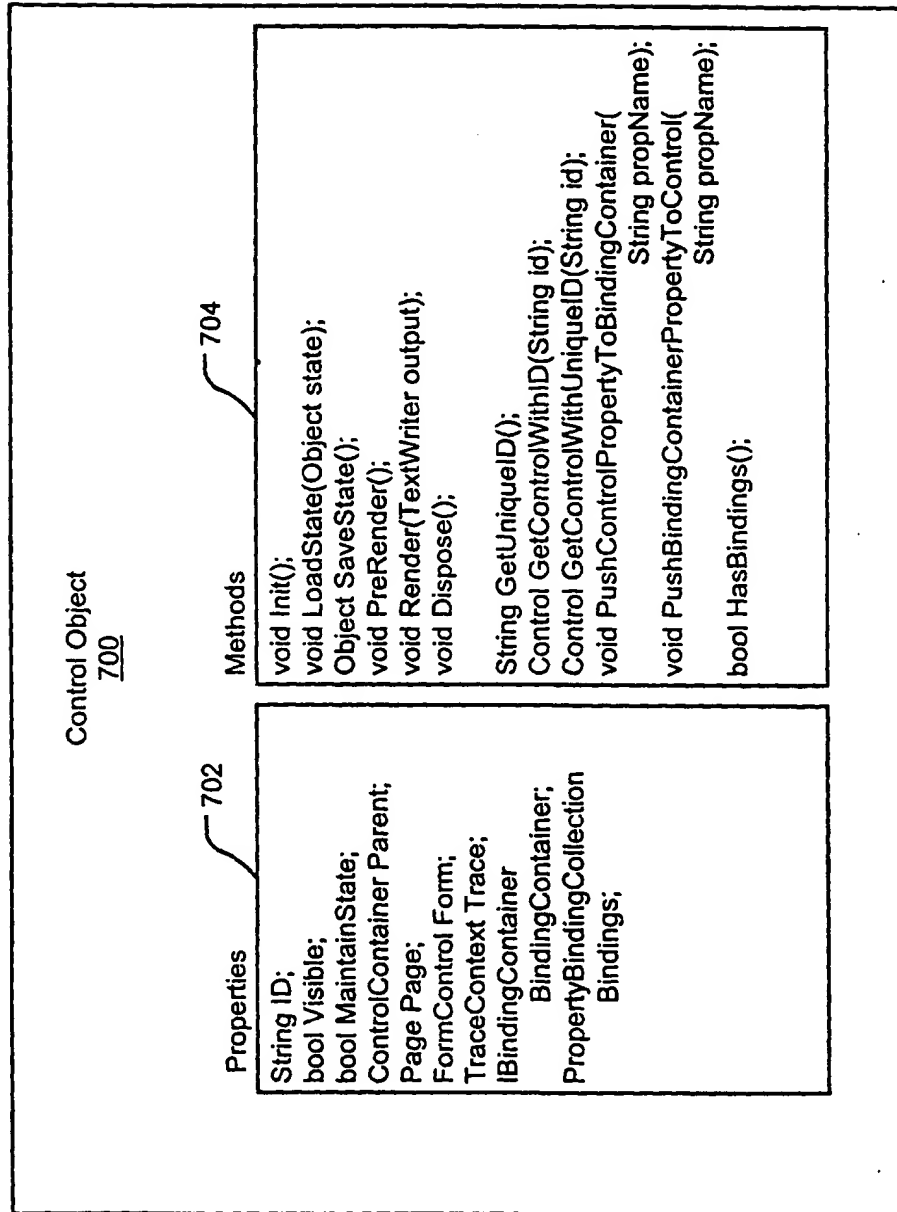 Control Object
700
Properties
702
String ID;
bool Visible;
bool MaintainState;
ControlContainer Parent;
Page Page;
FormControl Form;
TraceContext Trace;
IBindingContainer
BindingContainer;
PropertyBindingCollection
Bindings;
Methods
704
void Init();
void LoadState(Object state);
Object SaveState();
void PreRender();
void Render(TextWriter output);
void Dispose();
String GetUniqueID();
Control GetControlWithID(String id);
Control GetControlWithUniqueID(String id);
void PushControlPropertyToBindingContainer(
String propName);
void PushBindingContainerPropertyToControl(
String propName);
bool HasBindings();